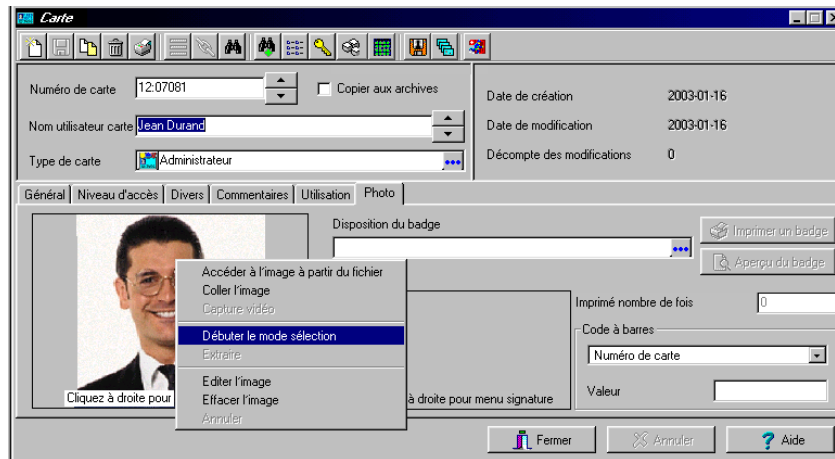 Carte
Numéro de carte 12:07081 Copier aux archives
Nom utilisateur carte Jean Durand
Type de carte Administrateur
Date de création 2003-01-16
Date de modification 2003-01-16
Décompte des modifications 0
Général Niveau d'accès Divers Commentaires Utilisation Photo
Disposition du badge
Imprimer un badge
Aperçu du badge
Accéder à l'image à partir du fichier
Coller l'image
Capture vidéo
Débuter le mode sélection
Extraire
Editer l'image
Effacer l'image
Annuler
Cliquez à droite pour
à droite pour menu signature
Imprimé nombre de fois 0
Code à barres
Numéro de carte
Valeur
Fermer Annuler Aide